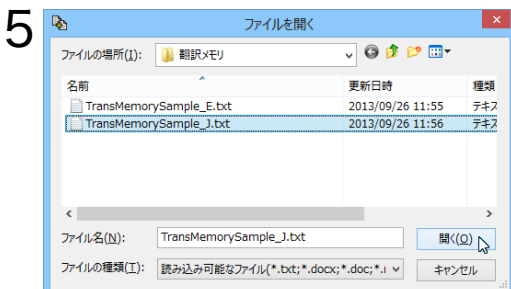 5
ファイルを開く
ファイルの場所(I): 翻訳メモリ
名前 更新日時 種類
TransMemorySample_E.txt 2013/09/26 11:55 テキス
TransMemorySample_J.txt 2013/09/26 11:56 テキス
ファイル名(N): TransMemorySample_J.txt 開く(O)
ファイルの種類(T): 読み込み可能なファイル(*.txt;*.docx;*.doc;*.r キャンセル